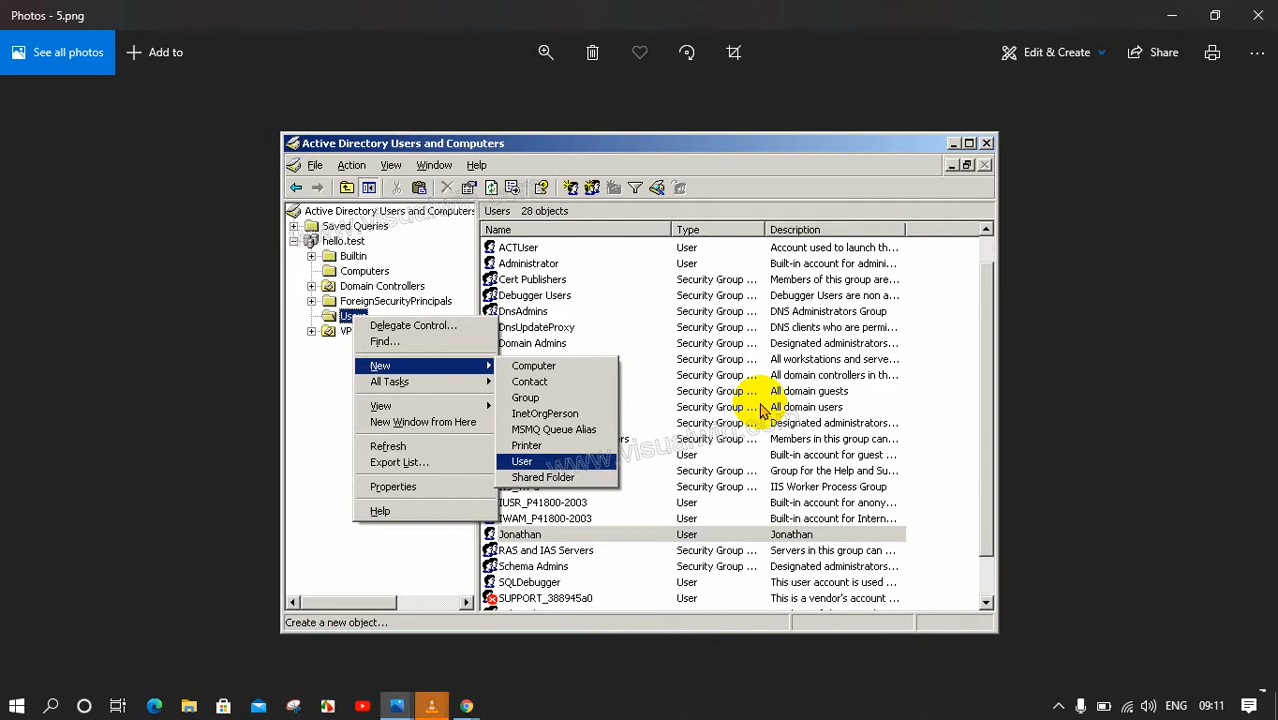 Photos - 5.png
See all photos
Add to
Edit & Create
Share
Active Directory Users and Computers
File Action View Window Help
Active Directory Users and Computers
Saved Queries
hello.test
Builtin
Computers
Domain Controllers
ForeignSecurityPrincipals
Users
VP
Delegate Control...
Find...
New
All Tasks
View
New Window from Here
Refresh
Export List...
Properties
Help
Computer
Contact
Group
InetOrgPerson
MSMQ Queue Alias
Printer
User
Shared Folder
Users 28 objects
Name Type Description
ACTUser User Account used to launch th...
Administrator User Built-in account for admini...
Cert Publishers Security Group ... Members of this group are...
Debugger Users Security Group ... Debugger Users are non a...
DnsAdmins Security Group ... DNS Administrators Group
DnsUpdateProxy Security Group ... DNS clients who are permi...
Domain Admins Security Group ... Designated administrators...
Security Group ... All workstations and serve...
Security Group ... All domain controllers in th...
Security Group ... All domain guests
Security Group ... All domain users
Security Group ... Designated administrators...
Security Group ... Members in this group can...
User Built-in account for guest ...
Security Group ... Group for the Help and Su...
Security Group ... IIS Worker Process Group
IUSR_P41800-2003 User Built-in account for anony...
IWAM_P41800-2003 User Built-in account for Intern...
Jonathan User Jonathan
RAS and IAS Servers Security Group ... Servers in this group can ...
Schema Admins Security Group ... Designated administrators...
SQLDebugger User This user account is used ...
SUPPORT_388945a0 User This is a vendor's account ...
www.visualwin.com
Create a new object...
ENG 09:11